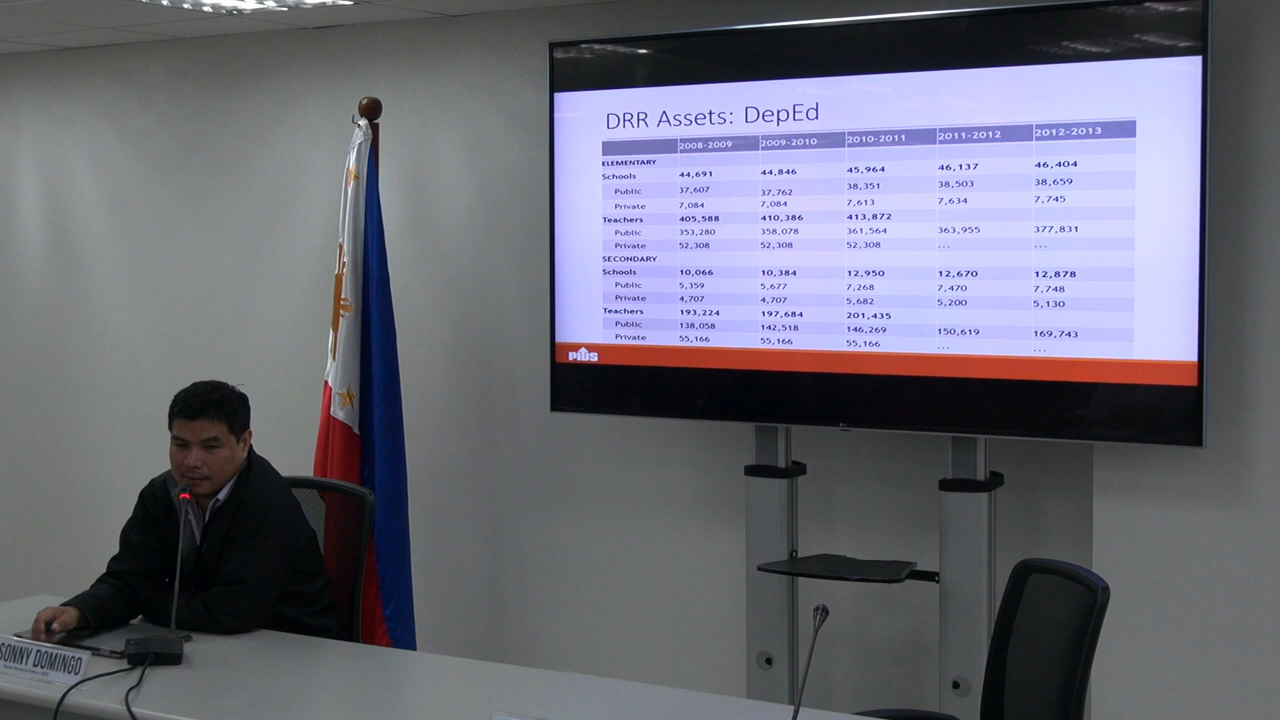 DRR Assets: DepEd
2008-2009 2009-2010 2010-2011 2011-2012 2012-2013
ELEMENTARY
Schools 44,691 44,846 45,964 46,137 46,404
Public 37,607 37,762 38,351 38,503 38,659
Private 7,084 7,084 7,613 7,634 7,745
Teachers 405,588 410,386 413,872
Public 353,280 358,078 361,564 363,955 377,831
Private 52,308 52,308 52,308 ... ...
SECONDARY
Schools 10,066 10,384 12,950 12,670 12,878
Public 5,359 5,677 7,268 7,470 7,748
Private 4,707 4,707 5,682 5,200 5,130
Teachers 193,224 197,684 201,435
Public 138,058 142,518 146,269 150,619 169,743
Private 55,166 55,166 55,166 ... ...
PIDS
SONNY DOMINGO